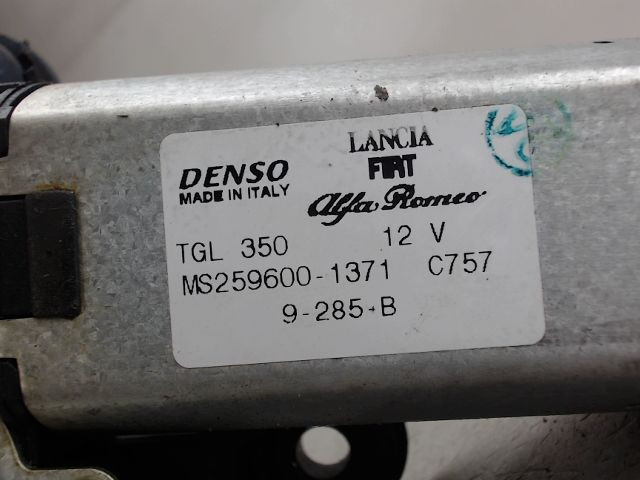 LANCIA
DENSO FIAT
MADE IN ITALY
Alfa Romeo
TGL 350 12 V
MS259600-1371 C757
9-285-B